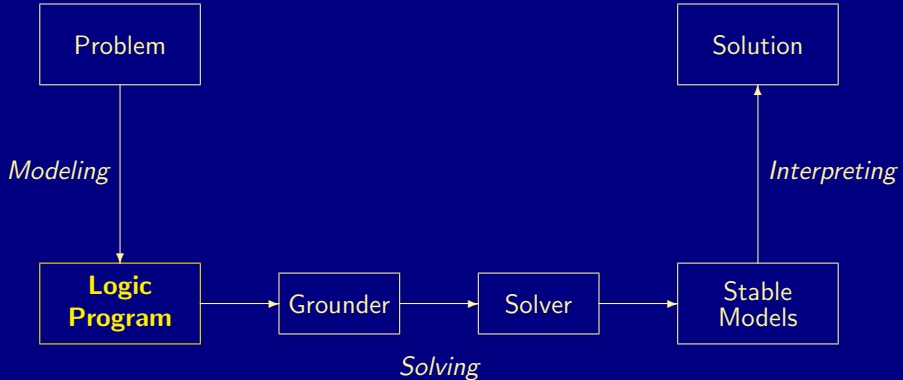 Problem
Solution
Modeling
Interpreting
Logic
Program
Grounder
Solver
Stable
Models
Solving